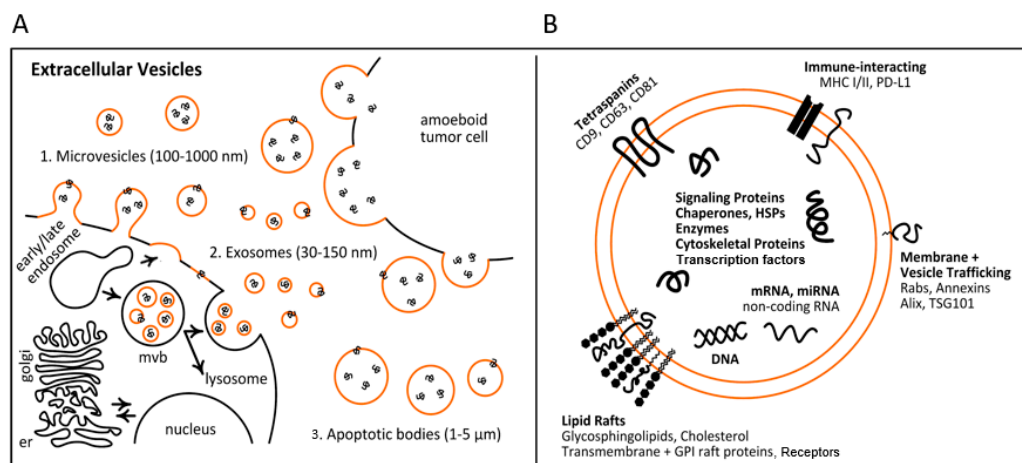 A
B
Extracellular Vesicles
1. Microvesicles (100-1000 nm)
amoeboid
tumor cell
early/late
endosome
2. Exosomes (30-150 nm)
mvb
golgi
lysosome
er
nucleus
3. Apoptotic bodies (1-5 µm)
Tetraspanins
CD9, CD63, CD81
Immune-interacting
MHC I/II, PD-L1
Signaling Proteins
Chaperones, HSPs
Enzymes
Cytoskeletal Proteins
Transcription factors
mRNA, miRNA
non-coding RNA
DNA
Membrane +
Vesicle Trafficking
Rabs, Annexins
Alix, TSG101
Lipid Rafts
Glycosphingolipids, Cholesterol
Transmembrane + GPI raft proteins, Receptors